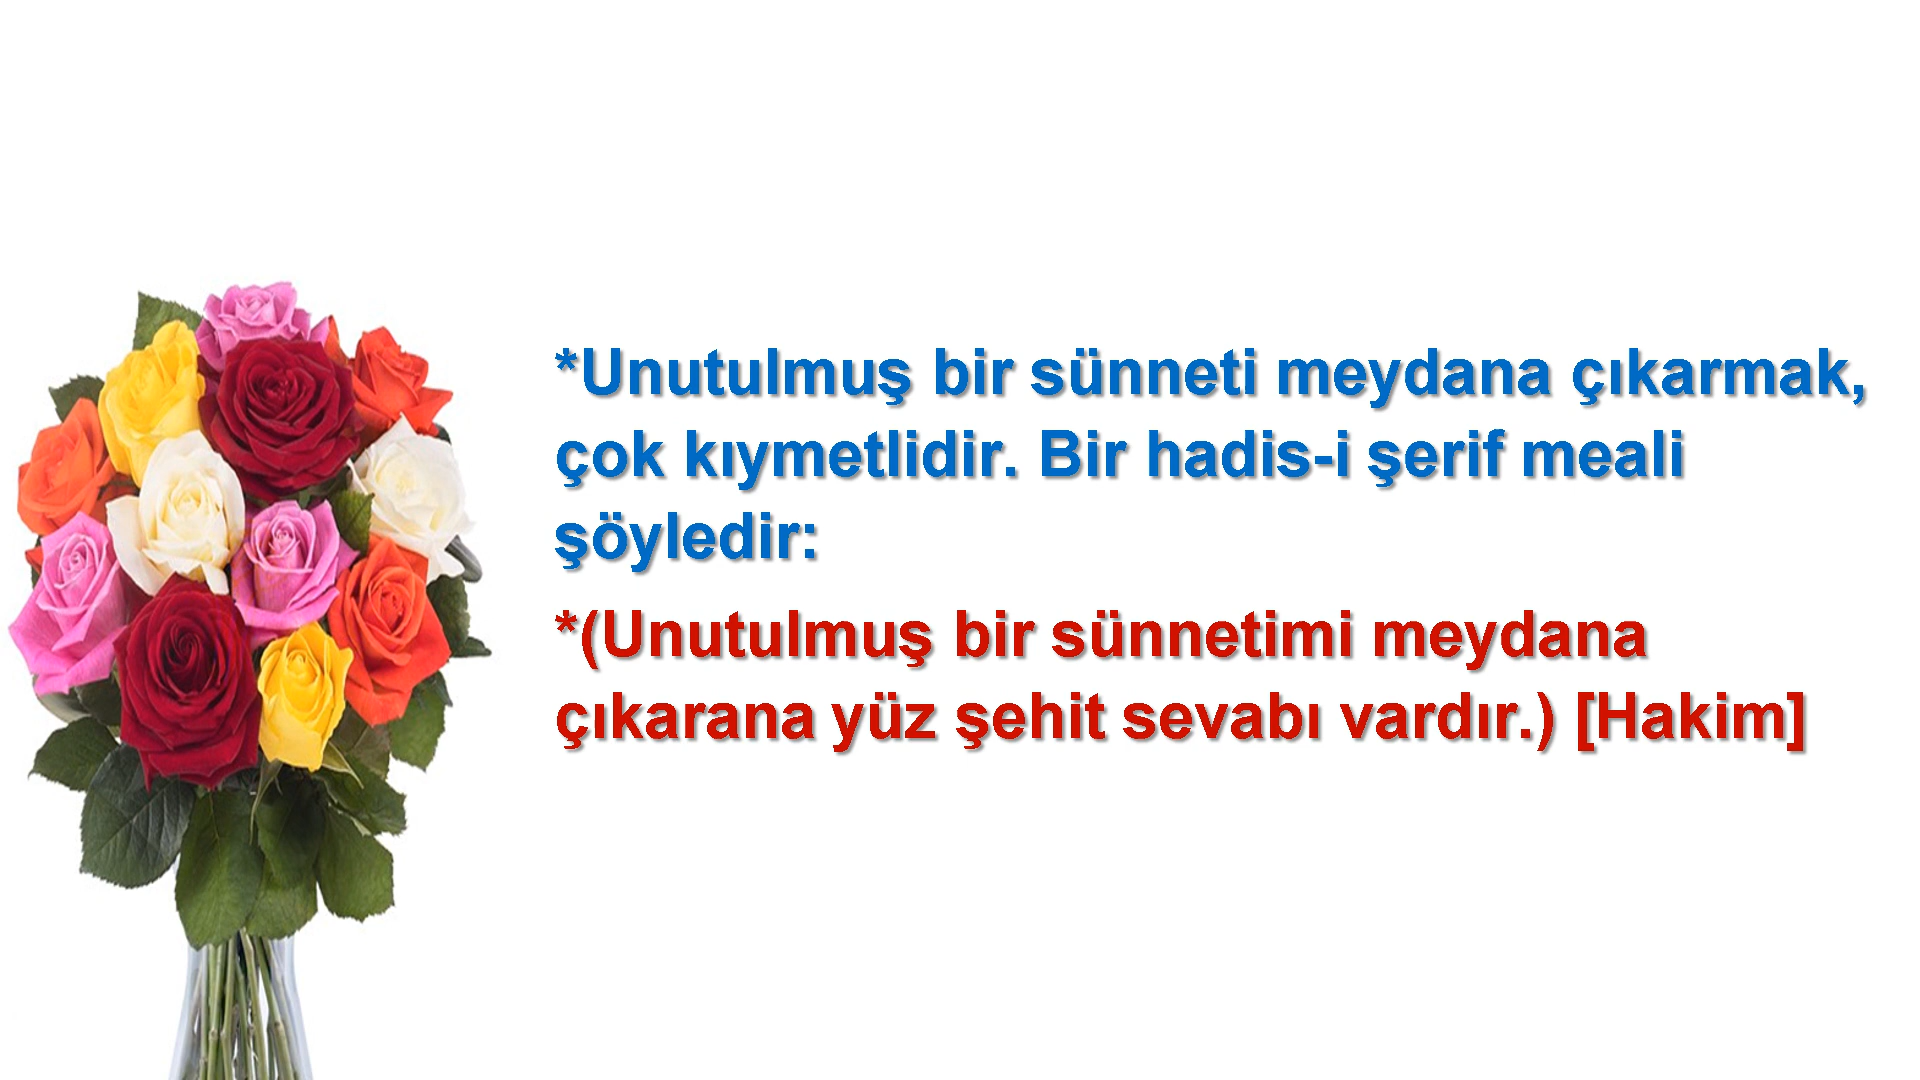 *Unutulmuş bir sünneti meydana çıkarmak,
çok kıymetlidir. Bir hadis-i şerif meali
şöyledir:
*(Unutulmuş bir sünnetimi meydana
çıkarana yüz şehit sevabı vardır.) [Hakim]